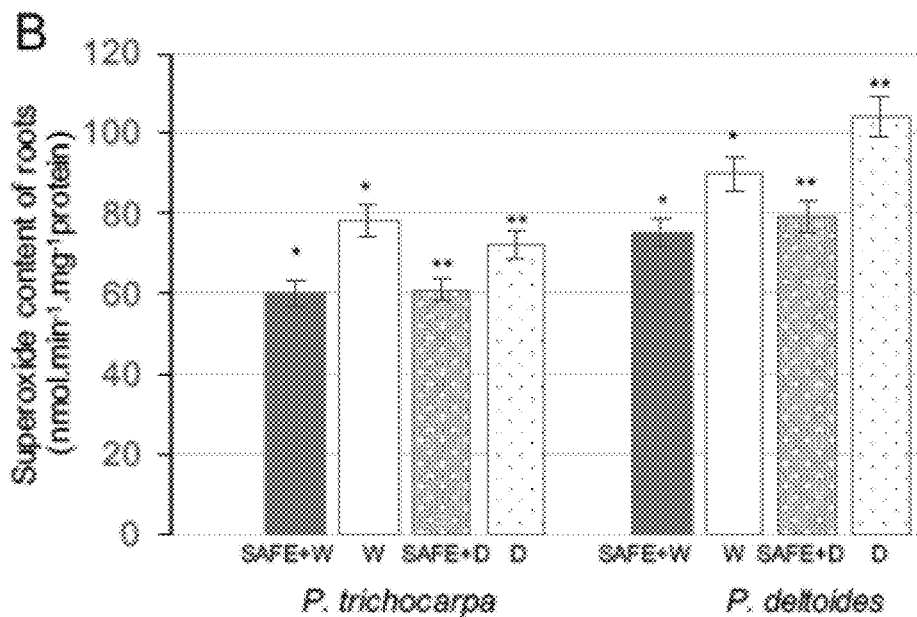 B
Superoxide content of roots
(nmol.min⁻¹.mg⁻¹protein)
120
100
80
60
40
20
0
* * ** ** * * ** **
SAFE+W W SAFE+D D SAFE+W W SAFE+D D
P. trichocarpa P. deltoides